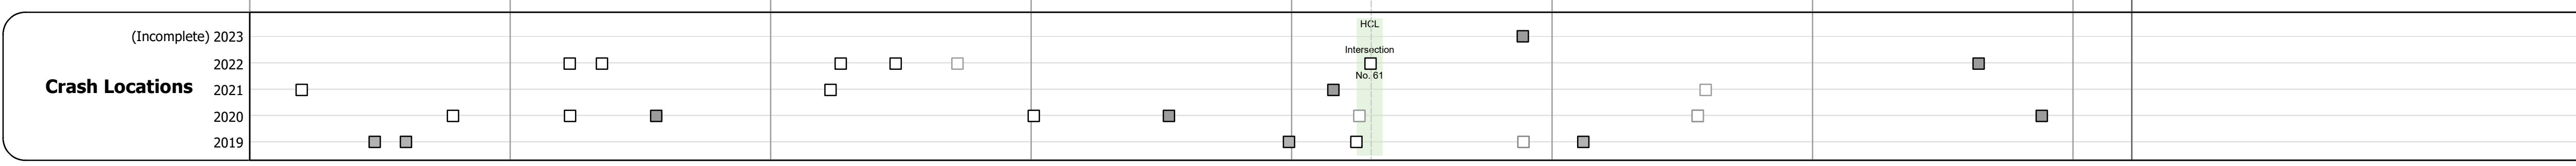 HCL
(Incomplete) 2023
Intersection
2022
No. 61
Crash Locations
2021
2020
2019